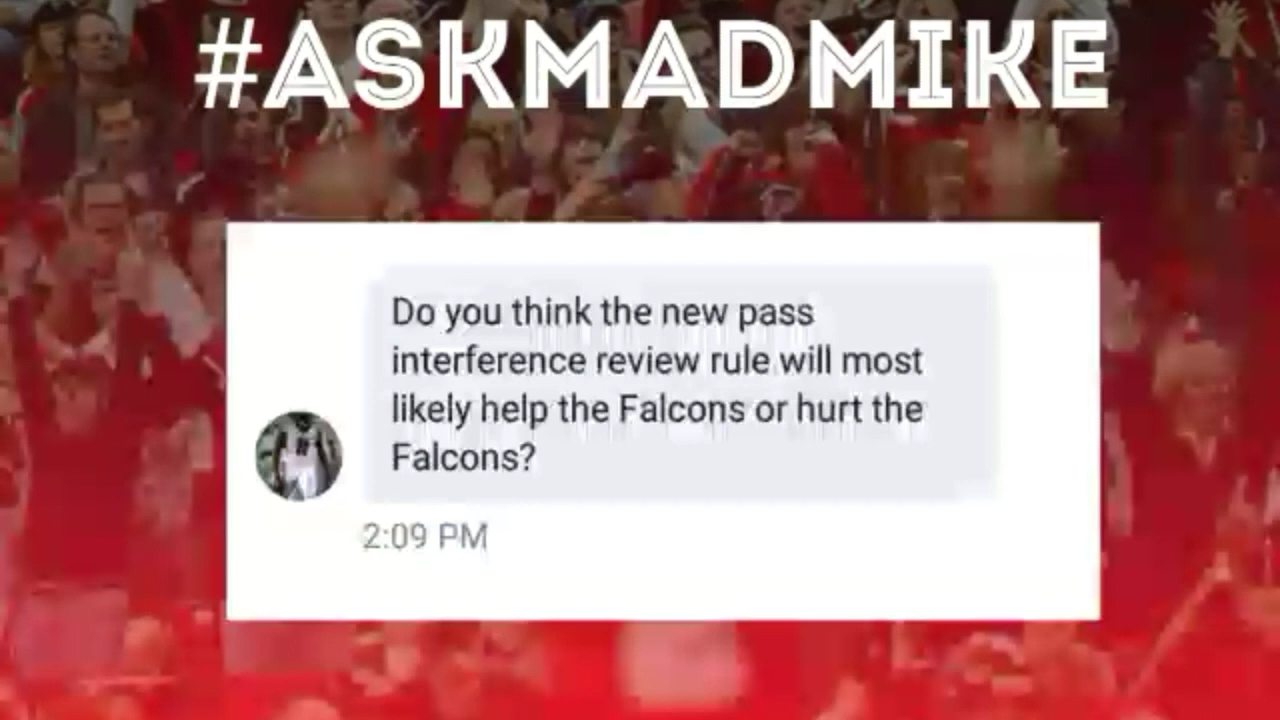 #ASKMADMIKE
Do you think the new pass
interference review rule will most
likely help the Falcons or hurt the
Falcons?
2:09 PM